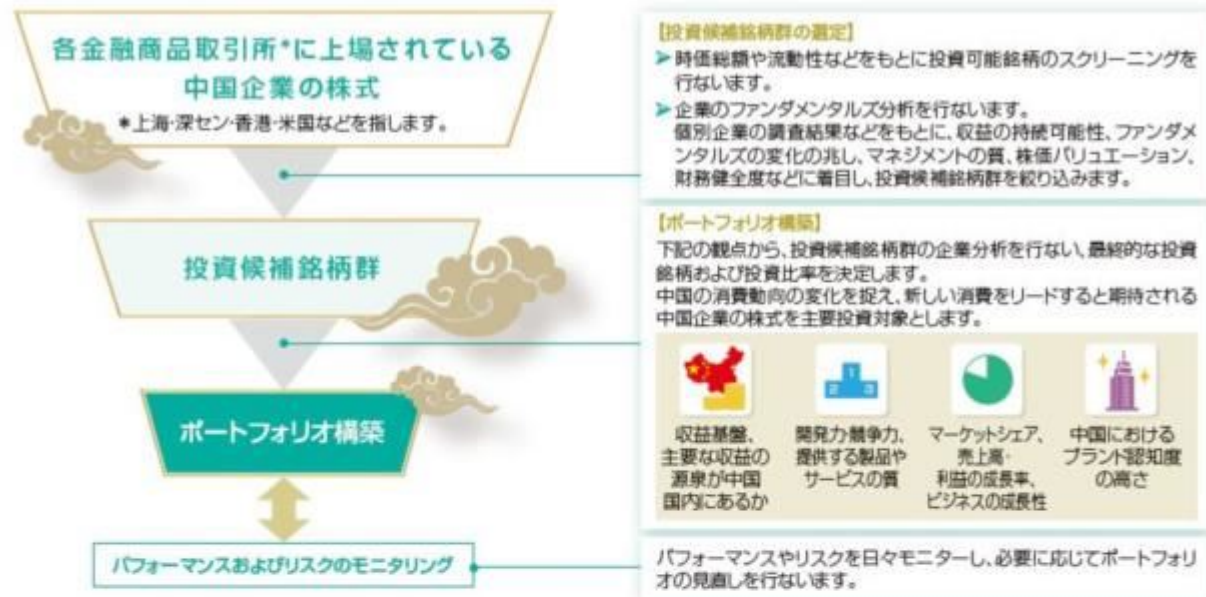 各金融商品取引所*に上場されている
中国企業の株式
*上海・深セン・香港・米国などを指します。
投資候補銘柄群
ポートフォリオ構築
パフォーマンスおよびリスクのモニタリング
【投資候補銘柄群の選定】
➤時価総額や流動性などをもとに投資可能銘柄のスクリーニングを
行ないます。
➤企業のファンダメンタルズ分析を行ないます。
個別企業の調査結果などをもとに、収益の持続可能性、ファンダメ
ンタルズの変化の兆し、マネジメントの質、株価バリュエーション、
財務健全度などに着目し、投資候補銘柄群を絞り込みます。
【ポートフォリオ構築】
下記の観点から、投資候補銘柄群の企業分析を行ない、最終的な投資
銘柄および投資比率を決定します。
中国の消費動向の変化を捉え、新しい消費をリードすると期待される
中国企業の株式を主要投資対象とします。
1
2 3
収益基盤、
主要な収益の
源泉が中国
国内にあるか
開発力・競争力、
提供する製品や
サービスの質
マーケットシェア、
売上高・
利益の成長率、
ビジネスの成長性
中国における
ブランド認知度
の高さ
パフォーマンスやリスクを日々モニターし、必要に応じてポートフォリ
オの見直しを行ないます。